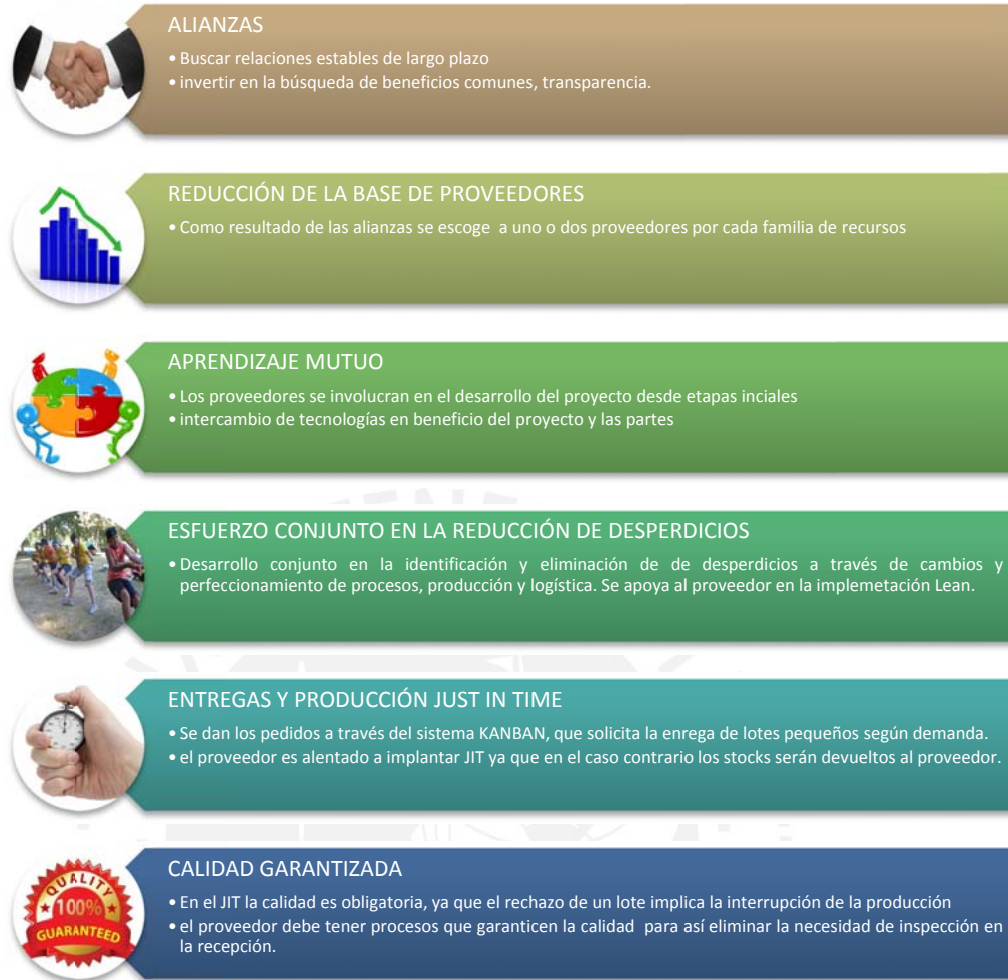 ALIANZAS
• Buscar relaciones estables de largo plazo
• invertir en la búsqueda de beneficios comunes, transparencia.
REDUCCIÓN DE LA BASE DE PROVEEDORES
• Como resultado de las alianzas se escoge a uno o dos proveedores por cada familia de recursos
APRENDIZAJE MUTUO
• Los proveedores se involucran en el desarrollo del proyecto desde etapas inciales
• intercambio de tecnologías en beneficio del proyecto y las partes
ESFUERZO CONJUNTO EN LA REDUCCIÓN DE DESPERDICIOS
• Desarrollo conjunto en la identificación y eliminación de de desperdicios a través de cambios y
perfeccionamiento de procesos, producción y logística. Se apoya al proveedor en la implemetación Lean.
ENTREGAS Y PRODUCCIÓN JUST IN TIME
• Se dan los pedidos a través del sistema KANBAN, que solicita la enrega de lotes pequeños según demanda.
• el proveedor es alentado a implantar JIT ya que en el caso contrario los stocks serán devueltos al proveedor.
QUALITY
100%
GUARANTEED
CALIDAD GARANTIZADA
• En el JIT la calidad es obligatoria, ya que el rechazo de un lote implica la interrupción de la producción
• el proveedor debe tener procesos que garanticen la calidad para así eliminar la necesidad de inspección en
la recepción.